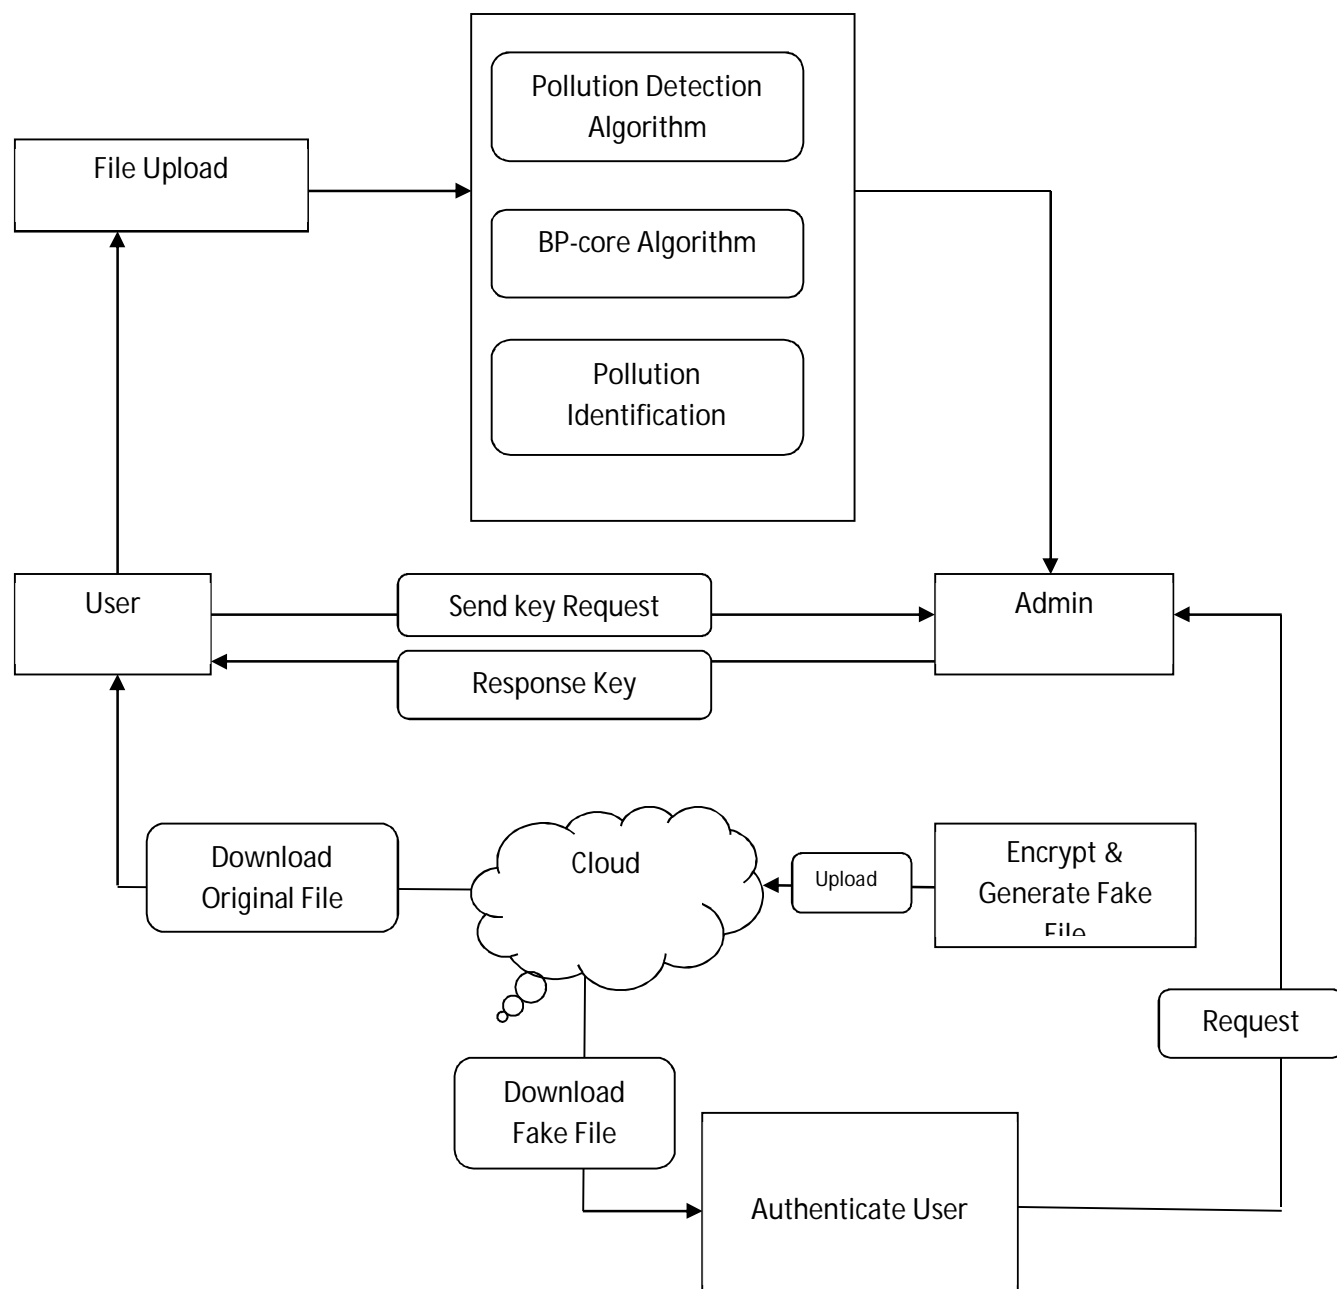 Pollution Detection
Algorithm
File Upload
BP-core Algorithm
Pollution
Identification
User
Send key Request
Admin
Response Key
Download
Original File
Cloud
Upload
Encrypt &
Generate Fake
File
Request
Download
Fake File
Authenticate User